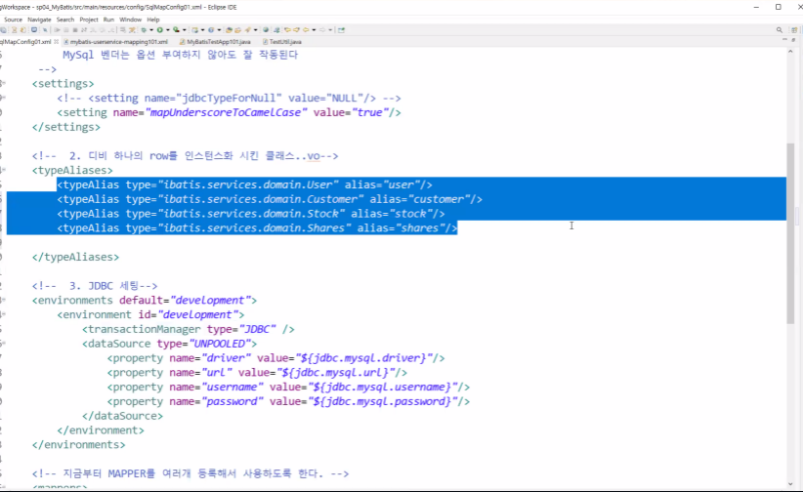 gWorkspace - sp04_MyBatis/src/main/resources/config/SqlMapConfig01.xml - Eclipse IDE
Source Navigate Search Project Run Window Help
qlMapConfig01.xml mybatis-userservice-mapping101.xml MyBatisTestApp101.java TestUtil.java
MySql 벤더는 옵션 부여하지 않아도 잘 작동된다
-->
<settings>
<!-- <setting name="jdbcTypeForNull" value="NULL"/> -->
<setting name="mapUnderscoreToCamelCase" value="true"/>
</settings>
<!-- 2. 디비 하나의 row를 인스턴스화 시킨 클래스..vo-->
<typeAliases>
<typeAlias type="ibatis.services.domain.User" alias="user"/>
<typeAlias type="ibatis.services.domain.Customer" alias="customer"/>
<typeAlias type="ibatis.services.domain.Stock" alias="stock"/>
<typeAlias type="ibatis.services.domain.Shares" alias="shares"/>
</typeAliases>
<!-- 3. JDBC 세팅-->
<environments default="development">
<environment id="development">
<transactionManager type="JDBC" />
<dataSource type="UNPOOLED">
<property name="driver" value="${jdbc.mysql.driver}"/>
<property name="url" value="${jdbc.mysql.url}"/>
<property name="username" value="${jdbc.mysql.username}"/>
<property name="password" value="${jdbc.mysql.password}"/>
</dataSource>
</environment>
</environments>
<!-- 지금부터 MAPPER를 여러개 등록해서 사용하도록 한다. -->
<mappers>